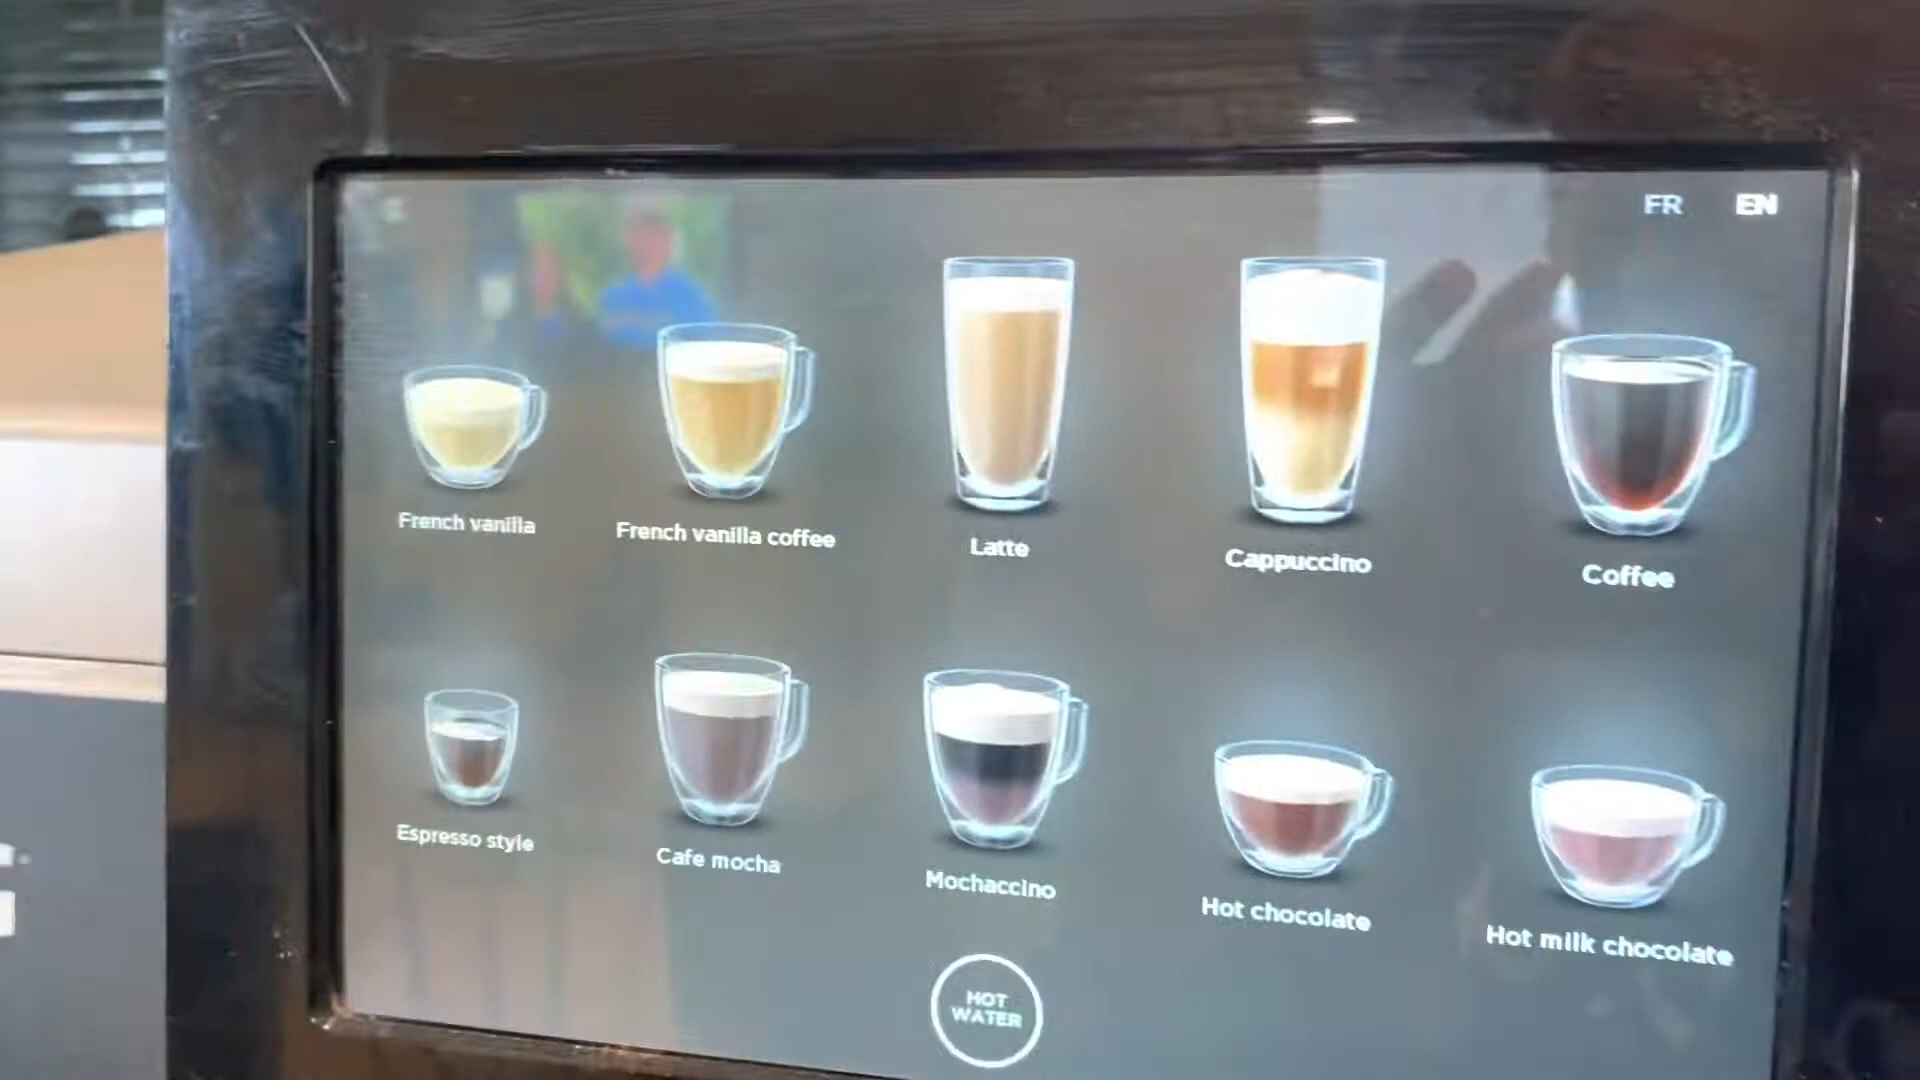 FR EN
French vanilla
French vanilla coffee
Latte
Cappuccino
Coffee
Espresso style
Cafe mocha
Mochaccino
Hot chocolate
Hot milk chocolate
HOT
WATER